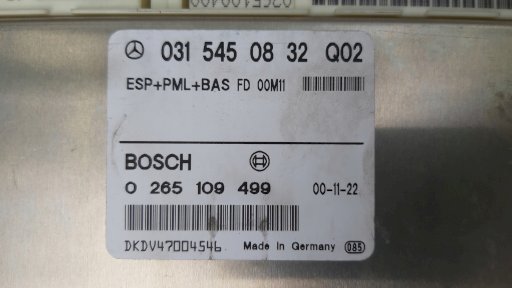 031 545 08 32 Q02
ESP+PML+BAS FD 00M11
BOSCH
0 265 109 499 00-11-22
DKDV47004546 Made In Germany 085